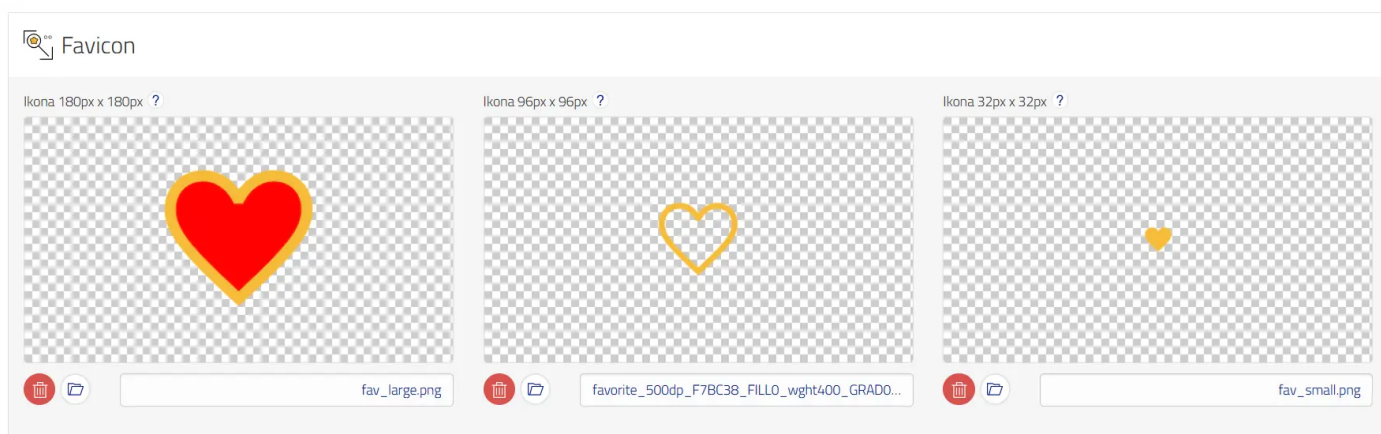 Favicon
Ikona 180px x 180px ?
Ikona 96px x 96px ?
Ikona 32px x 32px ?
fav_large.png
favorite_500dp_F7BC38_FILL0_wght400_GRAD0...
fav_small.png